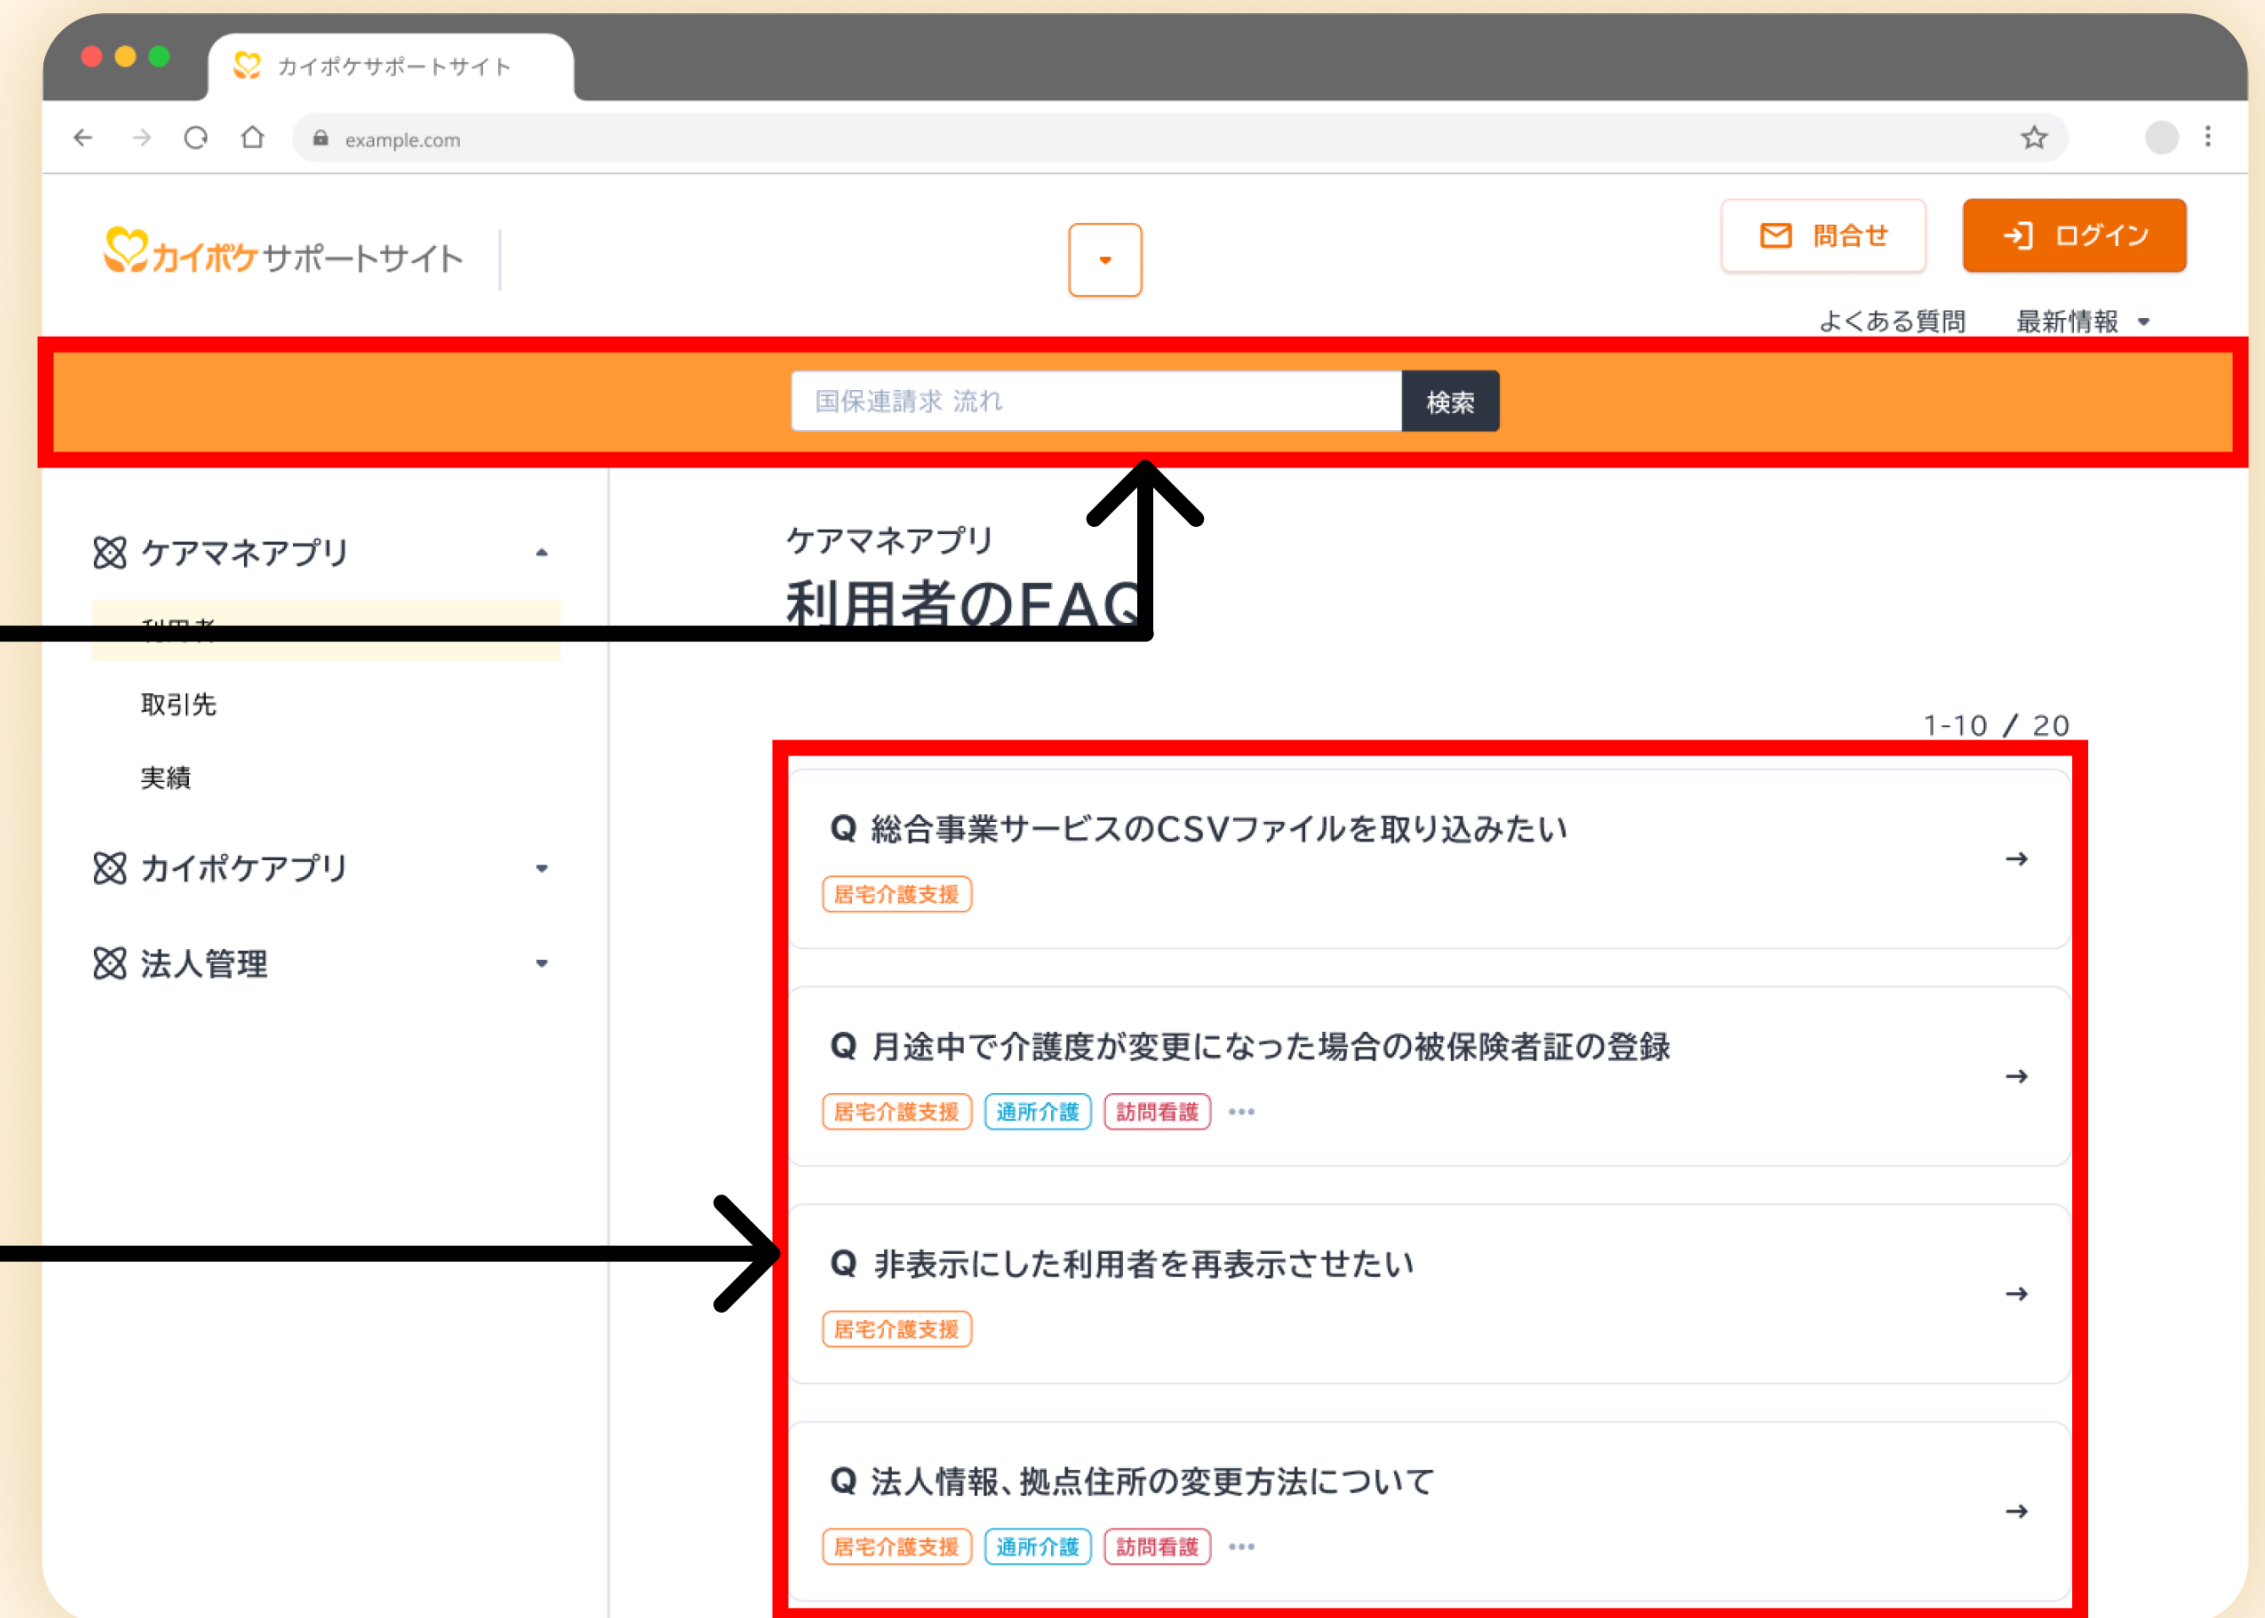 カイポケサポートサイト
example.com
カイポケサポートサイト
問合せ
ログイン
よくある質問 最新情報
国保連請求 流れ 検索
ケアマネアプリ
利用者
取引先
実績
カイポケアプリ
法人管理
ケアマネアプリ
利用者のFAQ
1-10 / 20
Q 総合事業サービスのCSVファイルを取り込みたい
居宅介護支援
Q 月途中で介護度が変更になった場合の被保険者証の登録
居宅介護支援 通所介護 訪問看護 •••
Q 非表示にした利用者を再表示させたい
居宅介護支援
Q 法人情報、拠点住所の変更方法について
居宅介護支援 通所介護 訪問看護 •••